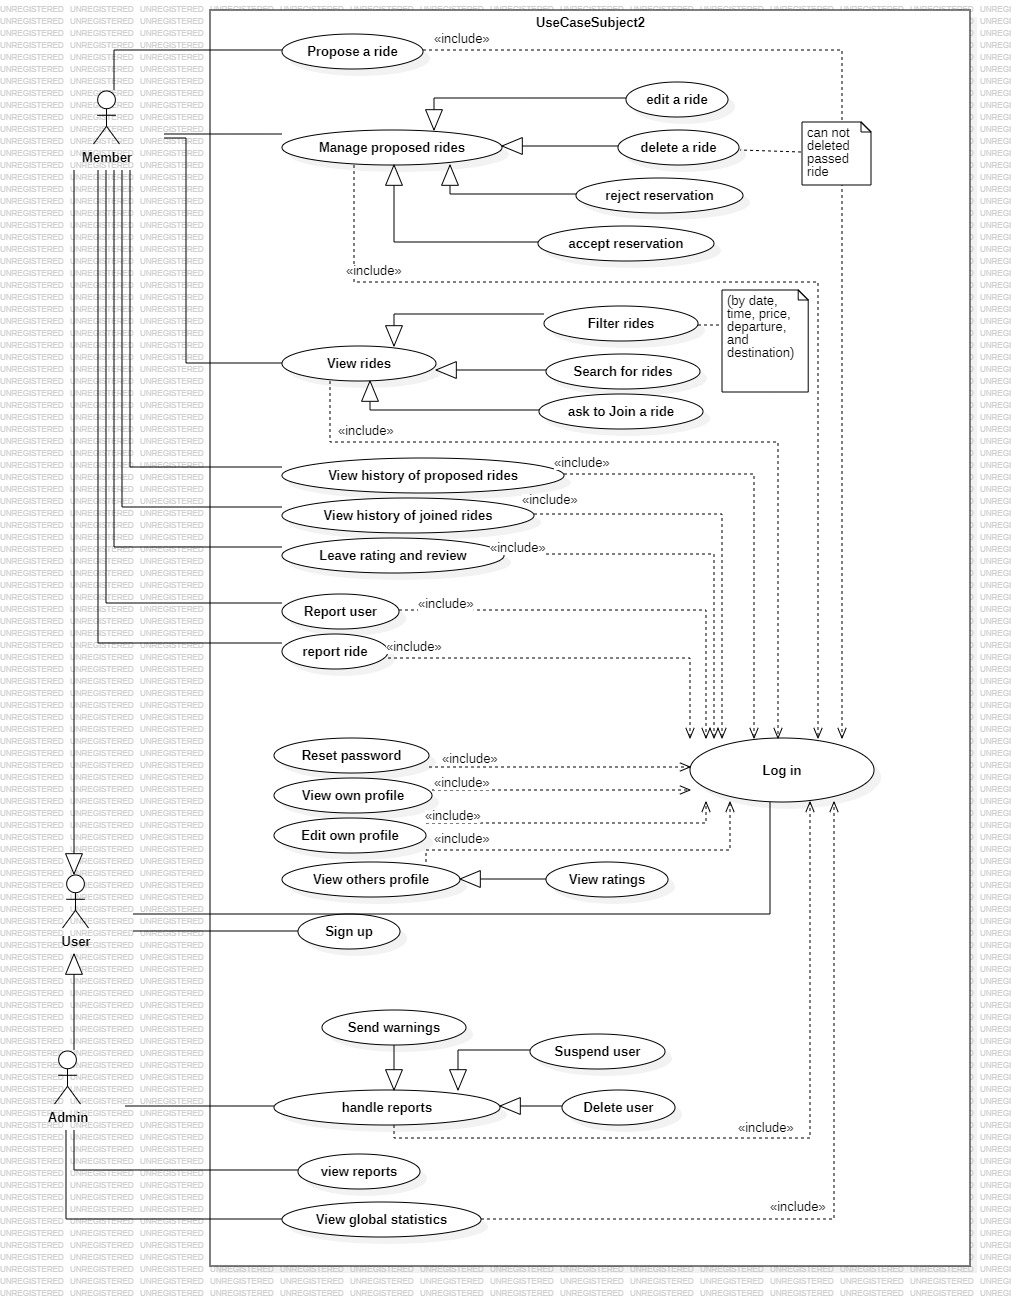 UseCaseSubject2
Propose a ride
«include»
edit a ride
Member
Manage proposed rides
delete a ride
can not
deleted
passed
ride
reject reservation
accept reservation
«include»
Filter rides
(by date,
time, price,
departure,
and
destination)
View rides
Search for rides
ask to Join a ride
«include»
View history of proposed rides
«include»
View history of joined rides
«include»
Leave rating and review
«include»
Report user
«include»
report ride
«include»
Reset password
«include»
Log in
View own profile
«include»
Edit own profile
«include»
«include»
View others profile
View ratings
User
Sign up
Send warnings
Suspend user
Admin
handle reports
Delete user
«include»
view reports
View global statistics
«include»
UNREGISTERED